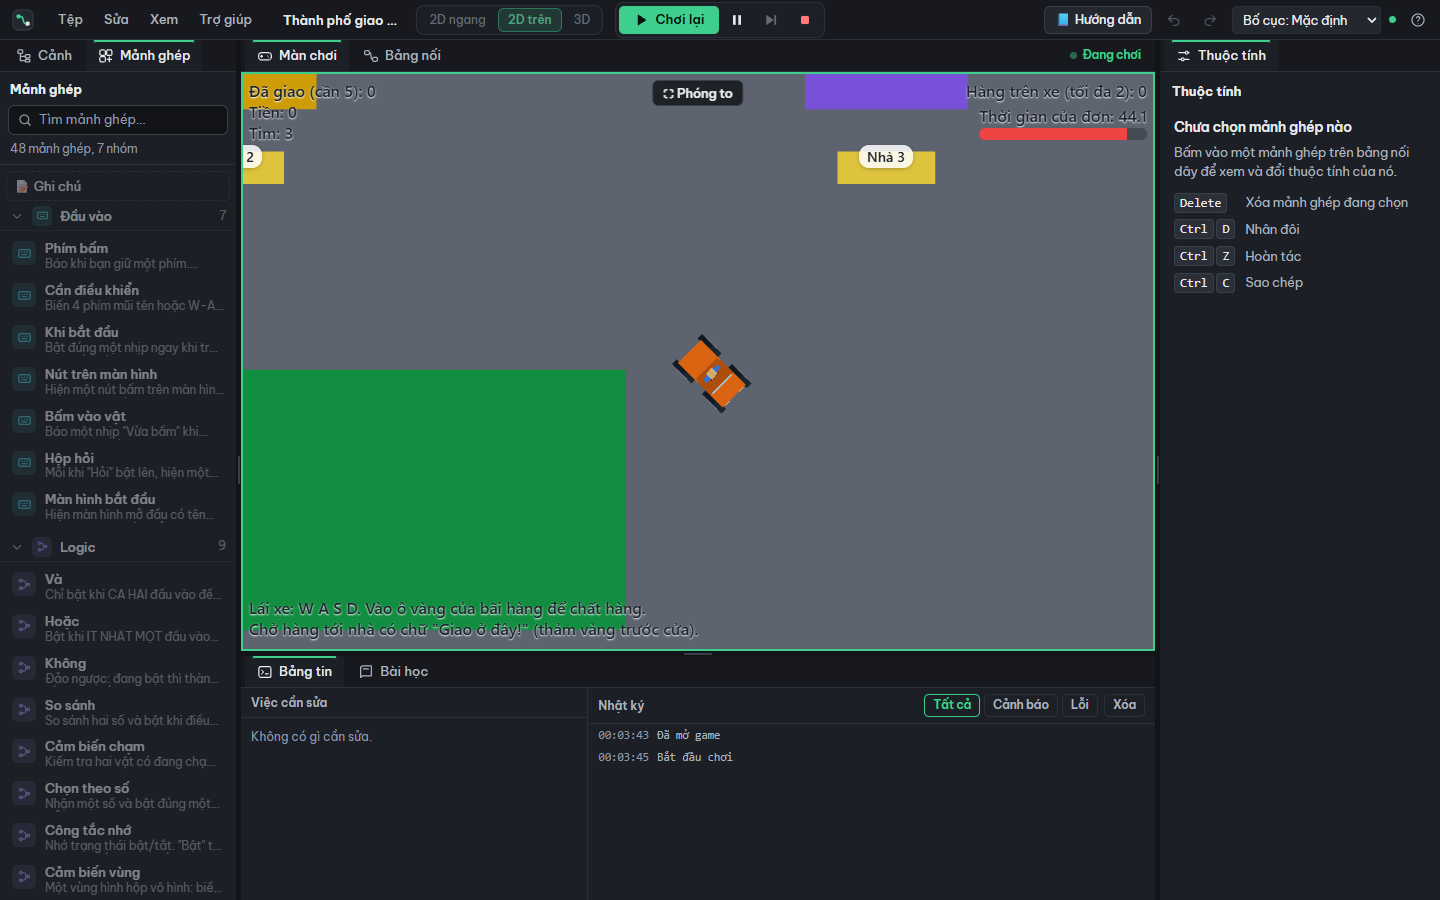 Tệp Sửa Xem Trợ giúp Thành phố giao ... 2D ngang 2D trên 3D Chơi lại Hướng dẫn Bố cục: Mặc định
Cảnh Mảnh ghép
Mảnh ghép
Tìm mảnh ghép...
48 mảnh ghép, 7 nhóm
Ghi chú
Đầu vào 7
Phím bấm
Báo khi bạn giữ một phím....
Cần điều khiển
Biến 4 phím mũi tên hoặc W-A...
Khi bắt đầu
Bật đúng một nhịp ngay khi tr...
Nút trên màn hình
Hiện một nút bấm trên màn hìn...
Bấm vào vật
Báo một nhịp "Vừa bấm" khi...
Hộp hỏi
Mỗi khi "Hỏi" bật lên, hiện một...
Màn hình bắt đầu
Hiện màn hình mở đầu có tên...
Logic 9
Và
Chỉ bật khi CẢ HAI đầu vào đề...
Hoặc
Bật khi ÍT NHẤT MỘT đầu vào...
Không
Đảo ngược: đang bật thì thàn...
So sánh
So sánh hai số và bật khi điều...
Cảm biến chạm
Kiểm tra hai vật có đang chạ...
Chọn theo số
Nhận một số và bật đúng một...
Công tắc nhớ
Nhớ trạng thái bật/tắt. "Bật" t...
Cảm biến vùng
Một vùng hình hộp vô hình: biế...
Màn chơi Bảng nối Đang chơi
Đã giao (cần 5): 0
Tiền: 0
Tim: 3
Phóng to
Hàng trên xe (tối đa 2): 0
Thời gian của đơn: 44.1
2
Nhà 3
Lái xe: W A S D. Vào ô vàng của bãi hàng để chất hàng.
Chở hàng tới nhà có chữ "Giao ở đây!" (thảm vàng trước cửa).
Bảng tin Bài học
Việc cần sửa
Không có gì cần sửa.
Nhật ký Tất cả Cảnh báo Lỗi Xóa
00:03:43 Đã mở game
00:03:45 Bắt đầu chơi
Thuộc tính
Thuộc tính
Chưa chọn mảnh ghép nào
Bấm vào một mảnh ghép trên bảng nối
dây để xem và đổi thuộc tính của nó.
Delete Xóa mảnh ghép đang chọn
Ctrl D Nhân đôi
Ctrl Z Hoàn tác
Ctrl C Sao chép